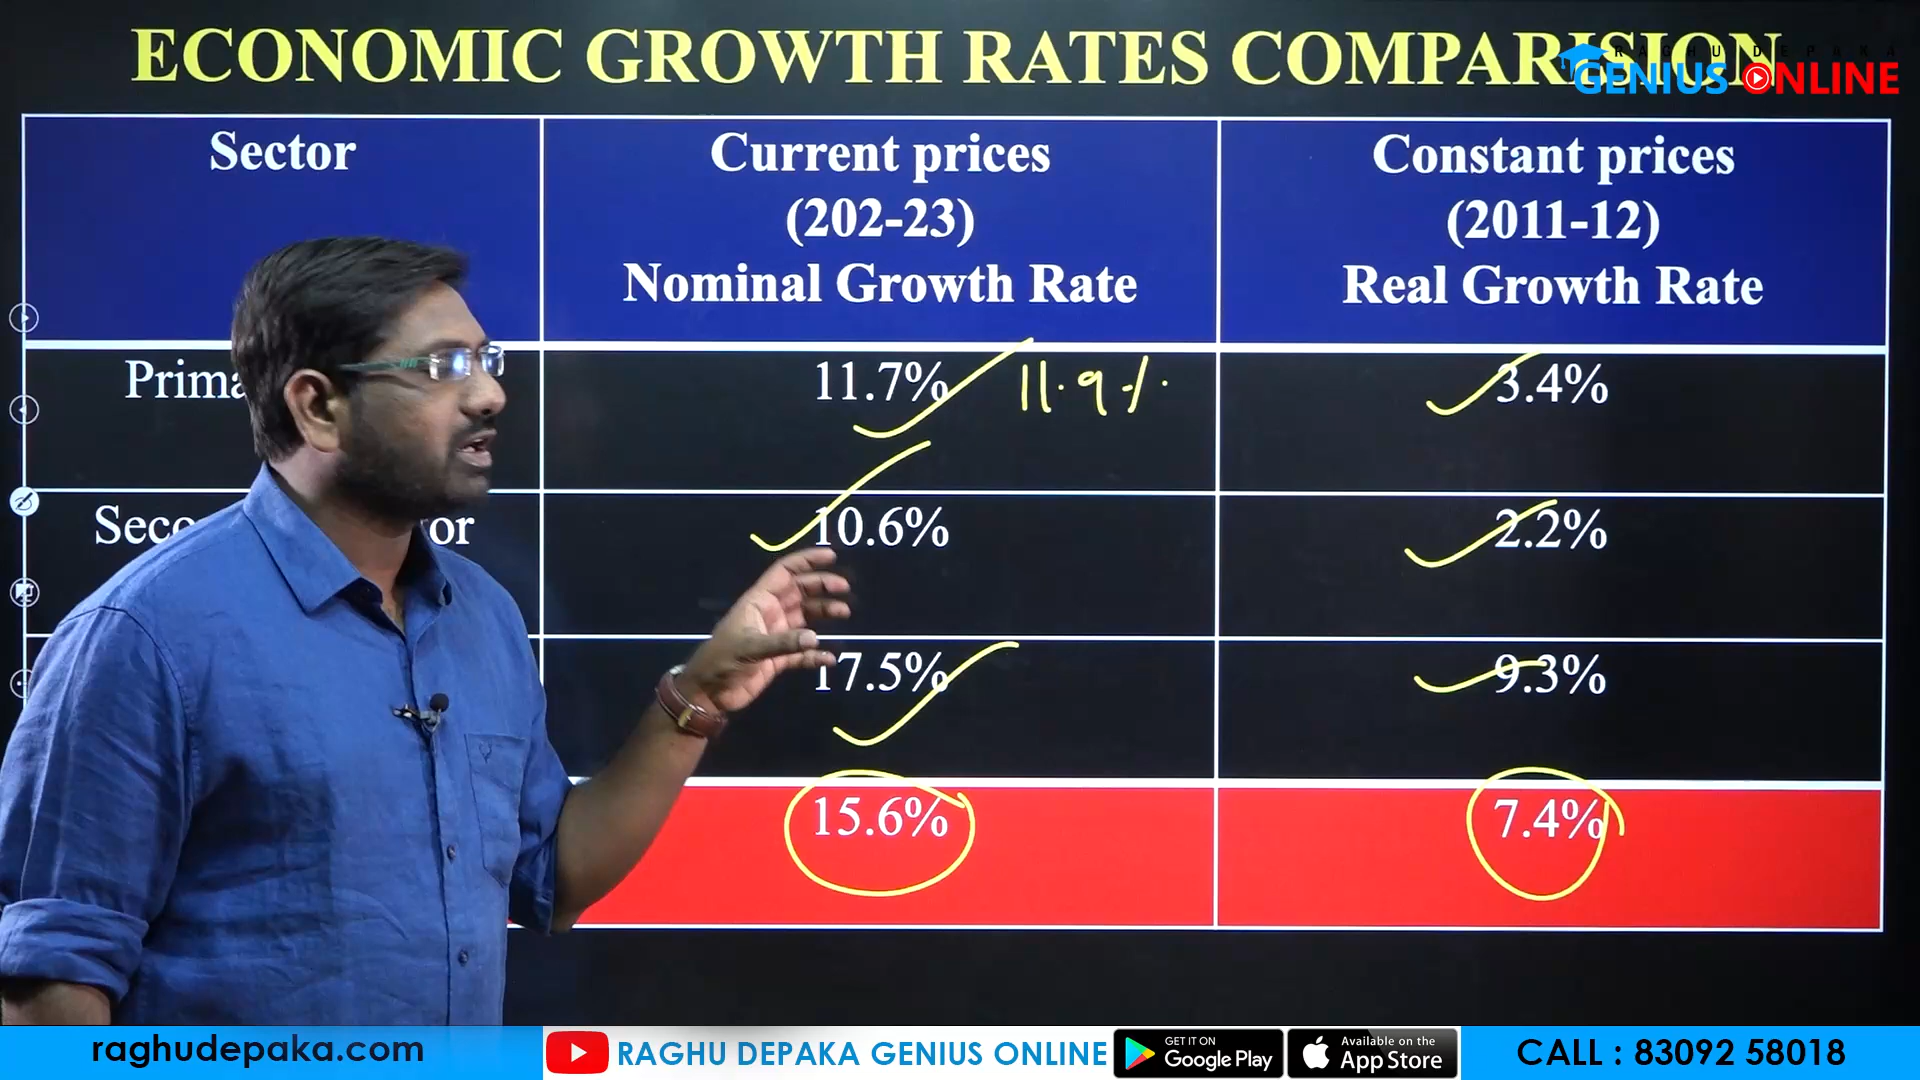 ECONOMIC GROWTH RATES COMPARISION
RAGHU DEPAKA
GENIUS ONLINE
Sector
Current prices
(202-23)
Nominal Growth Rate
Constant prices
(2011-12)
Real Growth Rate
11.7%
11.9%
3.4%
10.6%
2.2%
17.5%
9.3%
15.6%
7.4%
raghudepaka.com
RAGHU DEPAKA GENIUS ONLINE
GET IT ON
Google Play
Available on the
App Store
CALL : 83092 58018